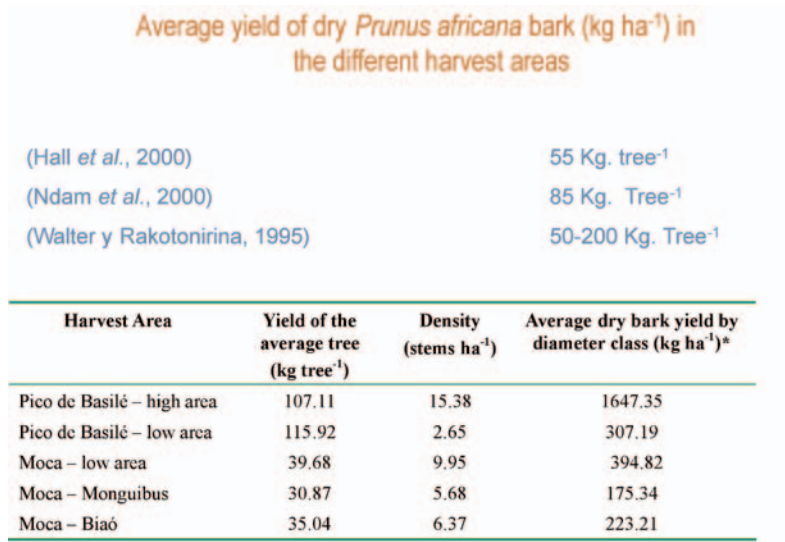 Average yield of dry Prunus africana bark (kg ha⁻¹) in
the different harvest areas
(Hall et al., 2000) 55 Kg. tree⁻¹
(Ndam et al., 2000) 85 Kg. Tree⁻¹
(Walter y Rakotonirina, 1995) 50-200 Kg. Tree⁻¹
Harvest Area Yield of the average tree (kg tree⁻¹) Density (stems ha⁻¹) Average dry bark yield by diameter class (kg ha⁻¹)*
Pico de Basilé – high area 107.11 15.38 1647.35
Pico de Basilé – low area 115.92 2.65 307.19
Moca – low area 39.68 9.95 394.82
Moca – Monguibus 30.87 5.68 175.34
Moca – Biaó 35.04 6.37 223.21